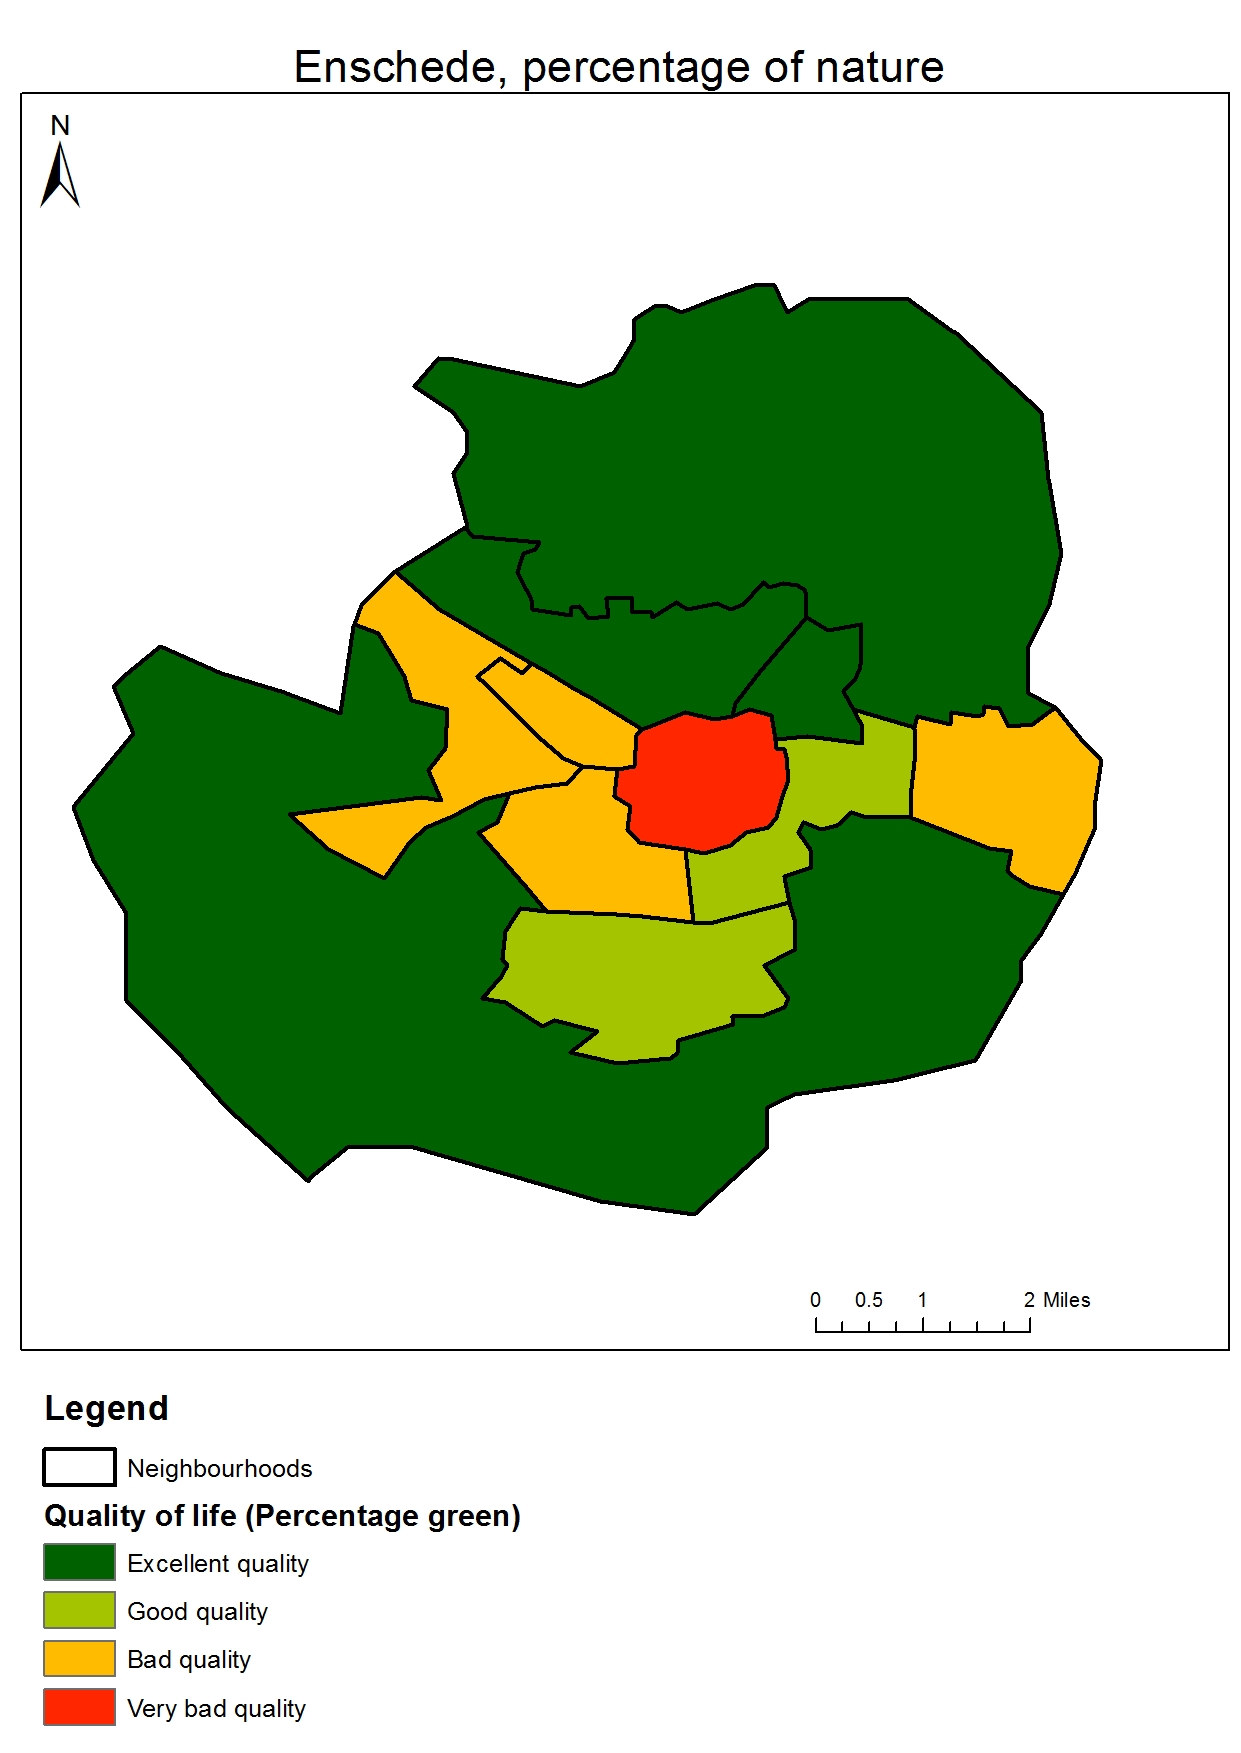 Enschede, percentage of nature
N
0 0.5 1 2 Miles
Legend
Neighbourhoods
Quality of life (Percentage green)
Excellent quality
Good quality
Bad quality
Very bad quality